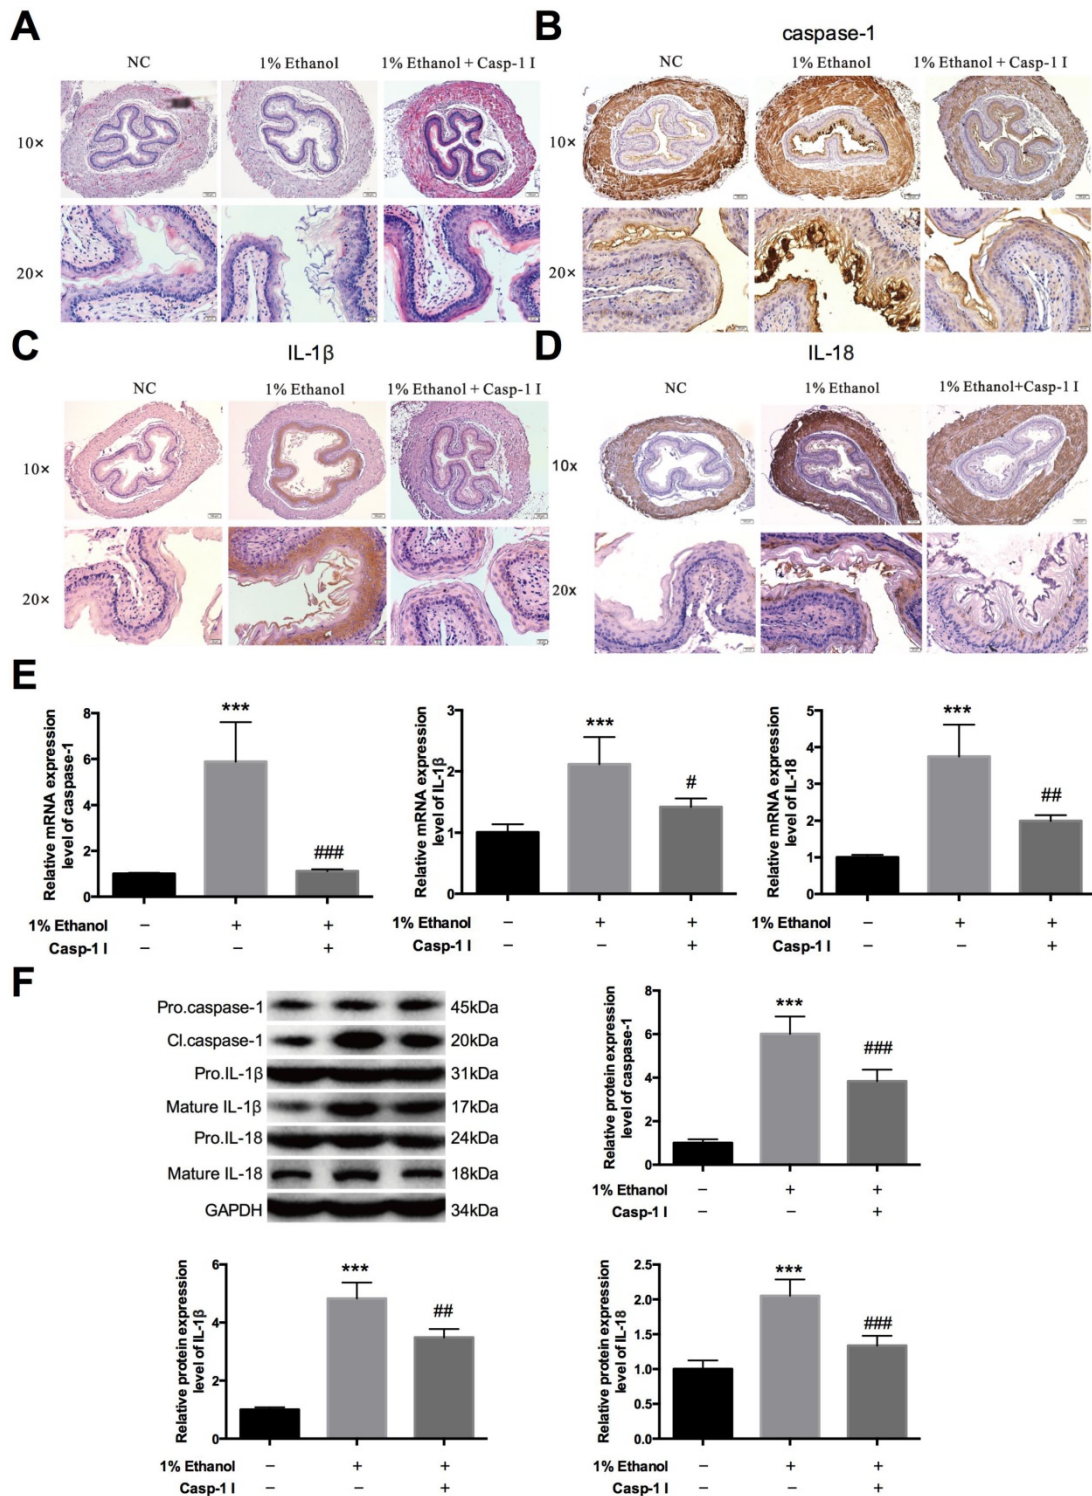 A
NC
1% Ethanol
1% Ethanol + Casp-1 I
10×
20×
B
caspase-1
NC
1% Ethanol
1% Ethanol + Casp-1 I
10×
20×
C
IL-1β
NC
1% Ethanol
1% Ethanol + Casp-1 I
10×
20×
D
IL-18
NC
1% Ethanol
1% Ethanol+Casp-1 I
10x
20x
E
Relative mRNA expression
level of caspase-1
8
6
4
2
0
***
###
1% Ethanol – + +
Casp-1 I – – +
Relative mRNA expression
level of IL-1β
3
2
1
0
***
#
1% Ethanol – + +
Casp-1 I – – +
Relative mRNA expression
level of IL-18
5
4
3
2
1
0
***
##
1% Ethanol – + +
Casp-1 I – – +
F
Pro.caspase-1 45kDa
Cl.caspase-1 20kDa
Pro.IL-1β 31kDa
Mature IL-1β 17kDa
Pro.IL-18 24kDa
Mature IL-18 18kDa
GAPDH 34kDa
Relative protein expression
level of caspase-1
8
6
4
2
0
***
###
1% Ethanol – + +
Casp-1 I – – +
Relative protein expression
level of IL-1β
6
4
2
0
***
##
1% Ethanol – + +
Casp-1 I – – +
Relative protein expression
level of IL-18
2.5
2.0
1.5
1.0
0.5
0.0
***
###
1% Ethanol – + +
Casp-1 I – – +